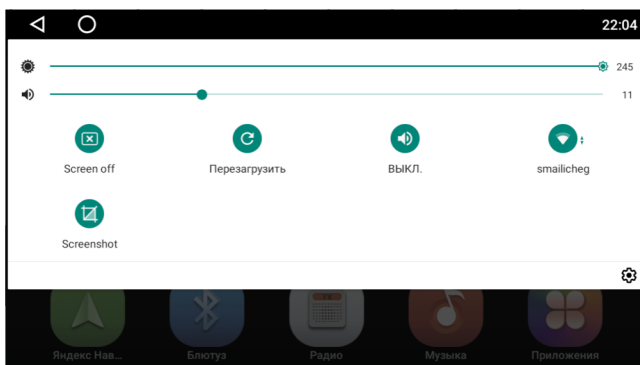 22:04
245
11
Screen off
Перезагрузить
ВЫКЛ.
smailicheg
Screenshot
Яндекс Нав...
Блютуз
Радио
Музыка
Приложения